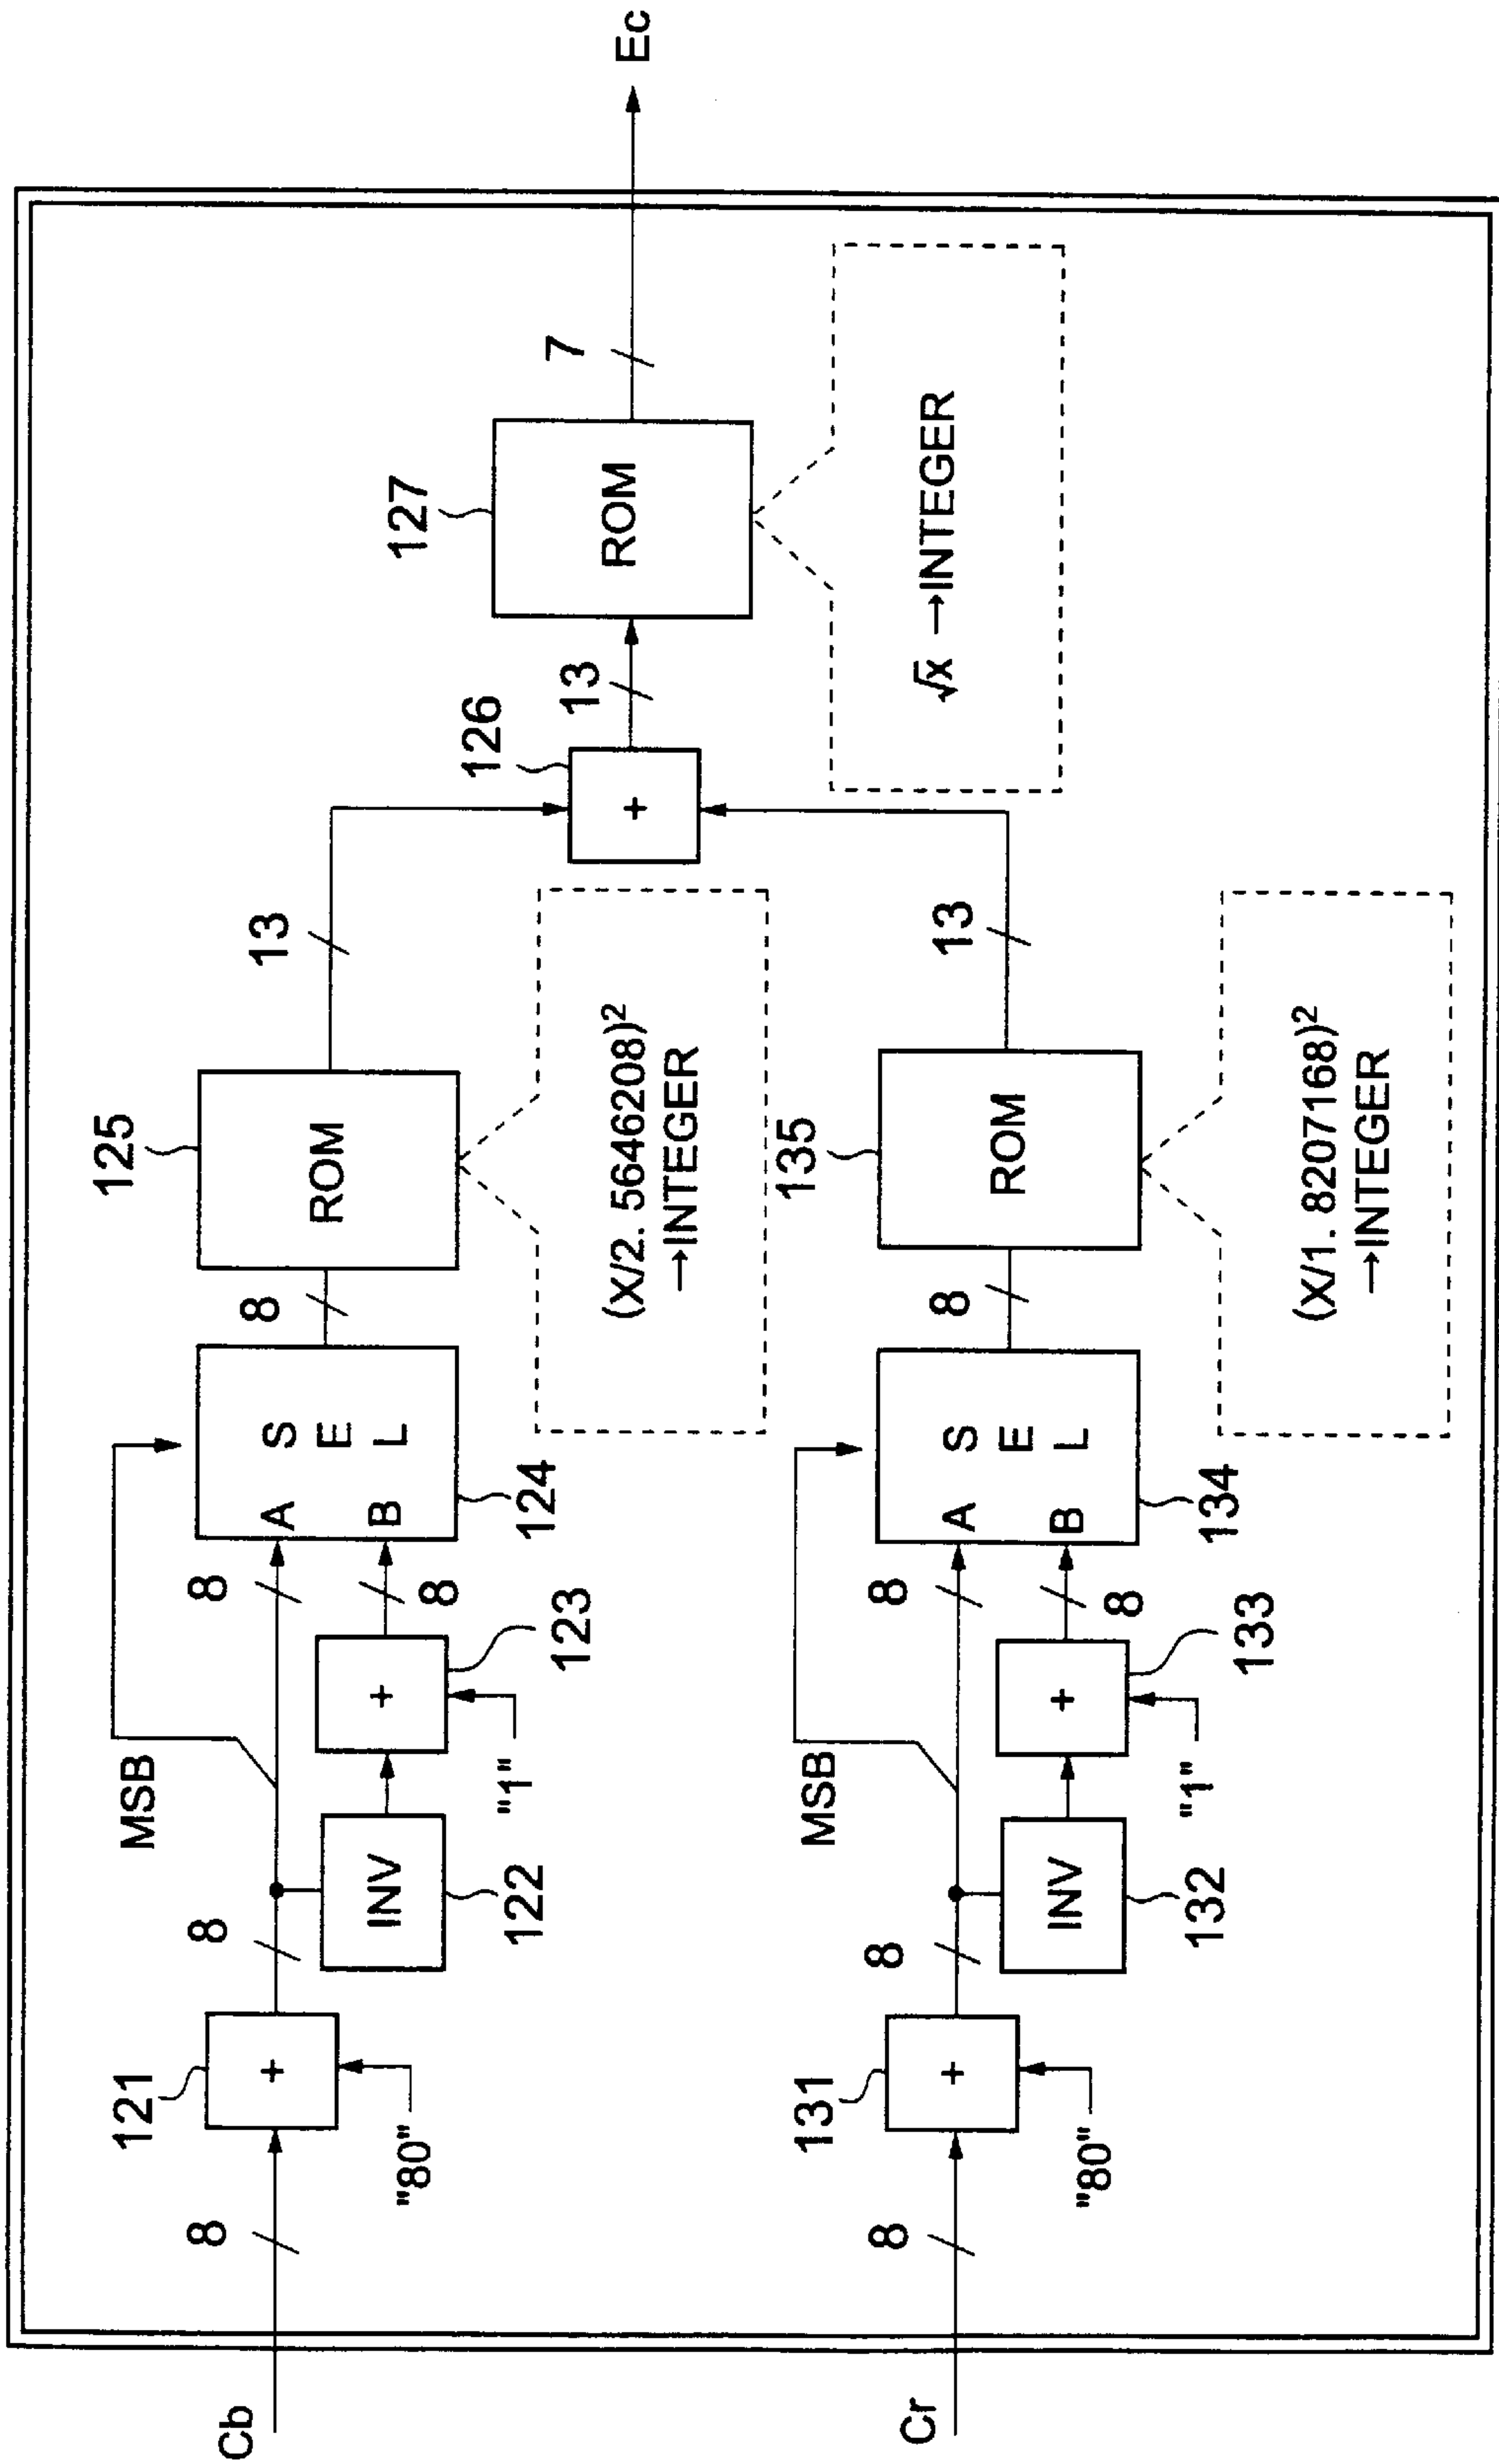 Cb
8
121
+
"80"
8
MSB
INV
122
+
"1"
123
8
8
A
B
SEL
124
8
ROM
125
(X/2. 5646208)²
→INTEGER
13
126
+
13
127
ROM
√x →INTEGER
7
Ec
Cr
8
131
+
"80"
8
MSB
INV
132
+
"1"
133
8
8
A
B
SEL
134
8
ROM
135
(X/1. 8207168)²
→INTEGER
13